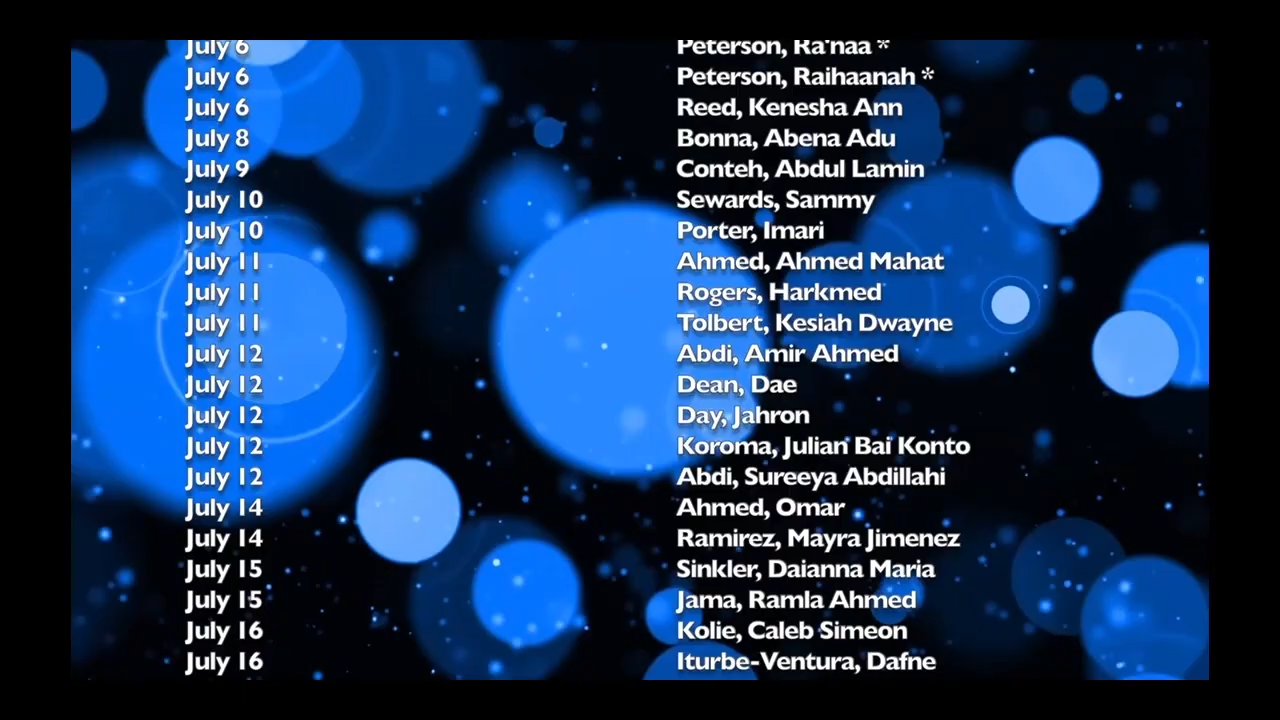 July 6 Peterson, Ra'naa *
July 6 Peterson, Raihaanah *
July 6 Reed, Kenesha Ann
July 8 Bonna, Abena Adu
July 9 Conteh, Abdul Lamin
July 10 Sewards, Sammy
July 10 Porter, Imari
July 11 Ahmed, Ahmed Mahat
July 11 Rogers, Harkmed
July 11 Tolbert, Kesiah Dwayne
July 12 Abdi, Amir Ahmed
July 12 Dean, Dae
July 12 Day, Jahron
July 12 Koroma, Julian Bai Konto
July 12 Abdi, Sureeya Abdillahi
July 14 Ahmed, Omar
July 14 Ramirez, Mayra Jimenez
July 15 Sinkler, Daianna Maria
July 15 Jama, Ramla Ahmed
July 16 Kolie, Caleb Simeon
July 16 Iturbe-Ventura, Dafne